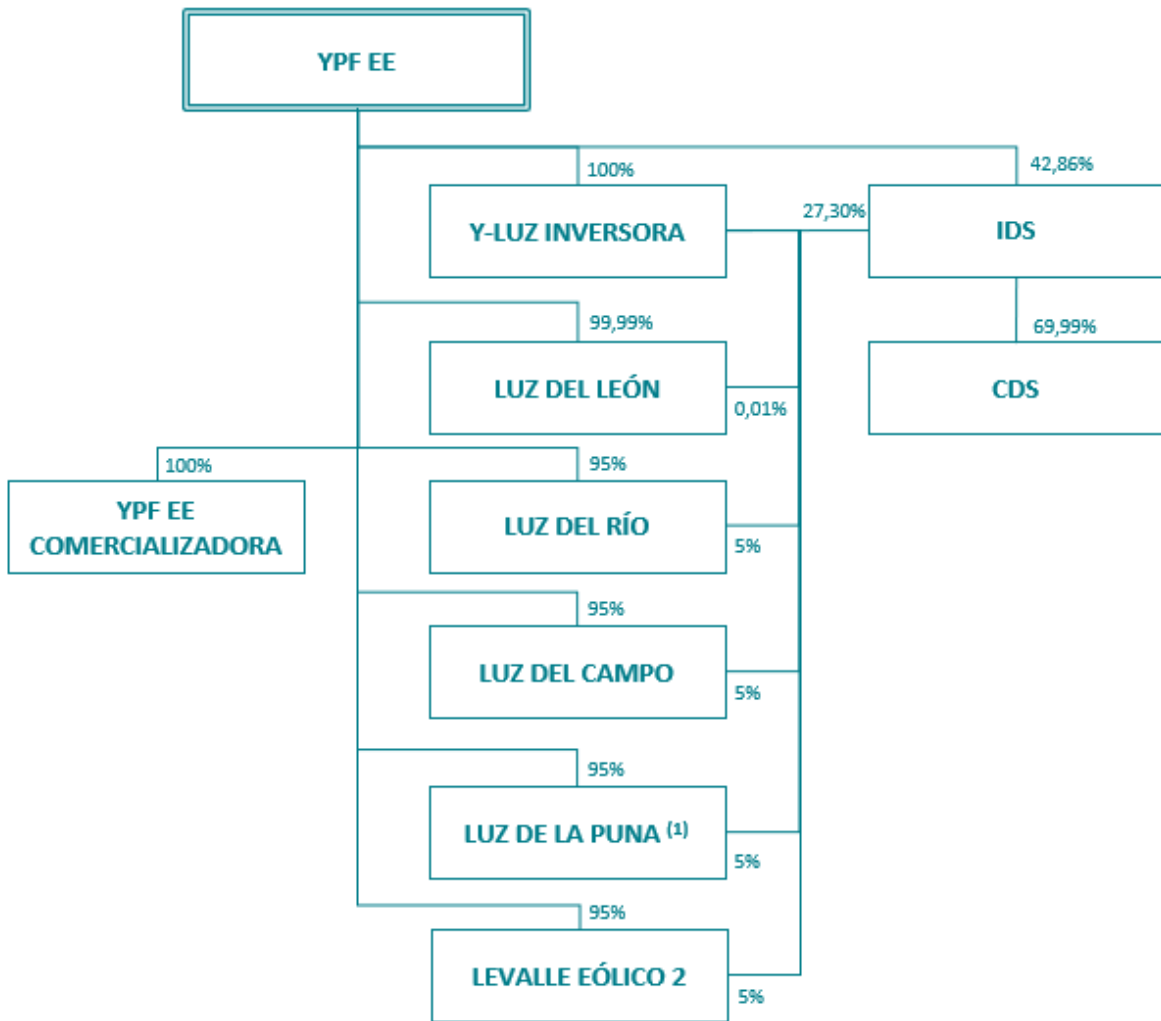 YPF EE
100%
42,86%
Y-LUZ INVERSORA
27,30%
IDS
99,99%
69,99%
LUZ DEL LEÓN
0,01%
CDS
100%
95%
YPF EE
COMERCIALIZADORA
LUZ DEL RÍO
5%
95%
LUZ DEL CAMPO
5%
95%
LUZ DE LA PUNA (1)
5%
95%
LEVALLE EÓLICO 2
5%